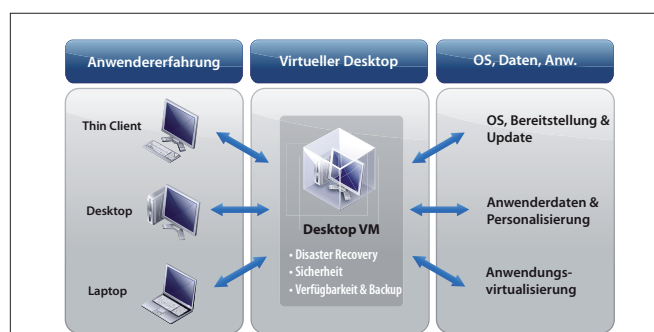 Anwendererfahrung
Virtueller Desktop
OS, Daten, Anw.
Thin Client
Desktop
Laptop
Desktop VM
• Disaster Recovery
• Sicherheit
• Verfügbarkeit & Backup
OS, Bereitstellung &
Update
Anwenderdaten &
Personalisierung
Anwendungs-
virtualisierung